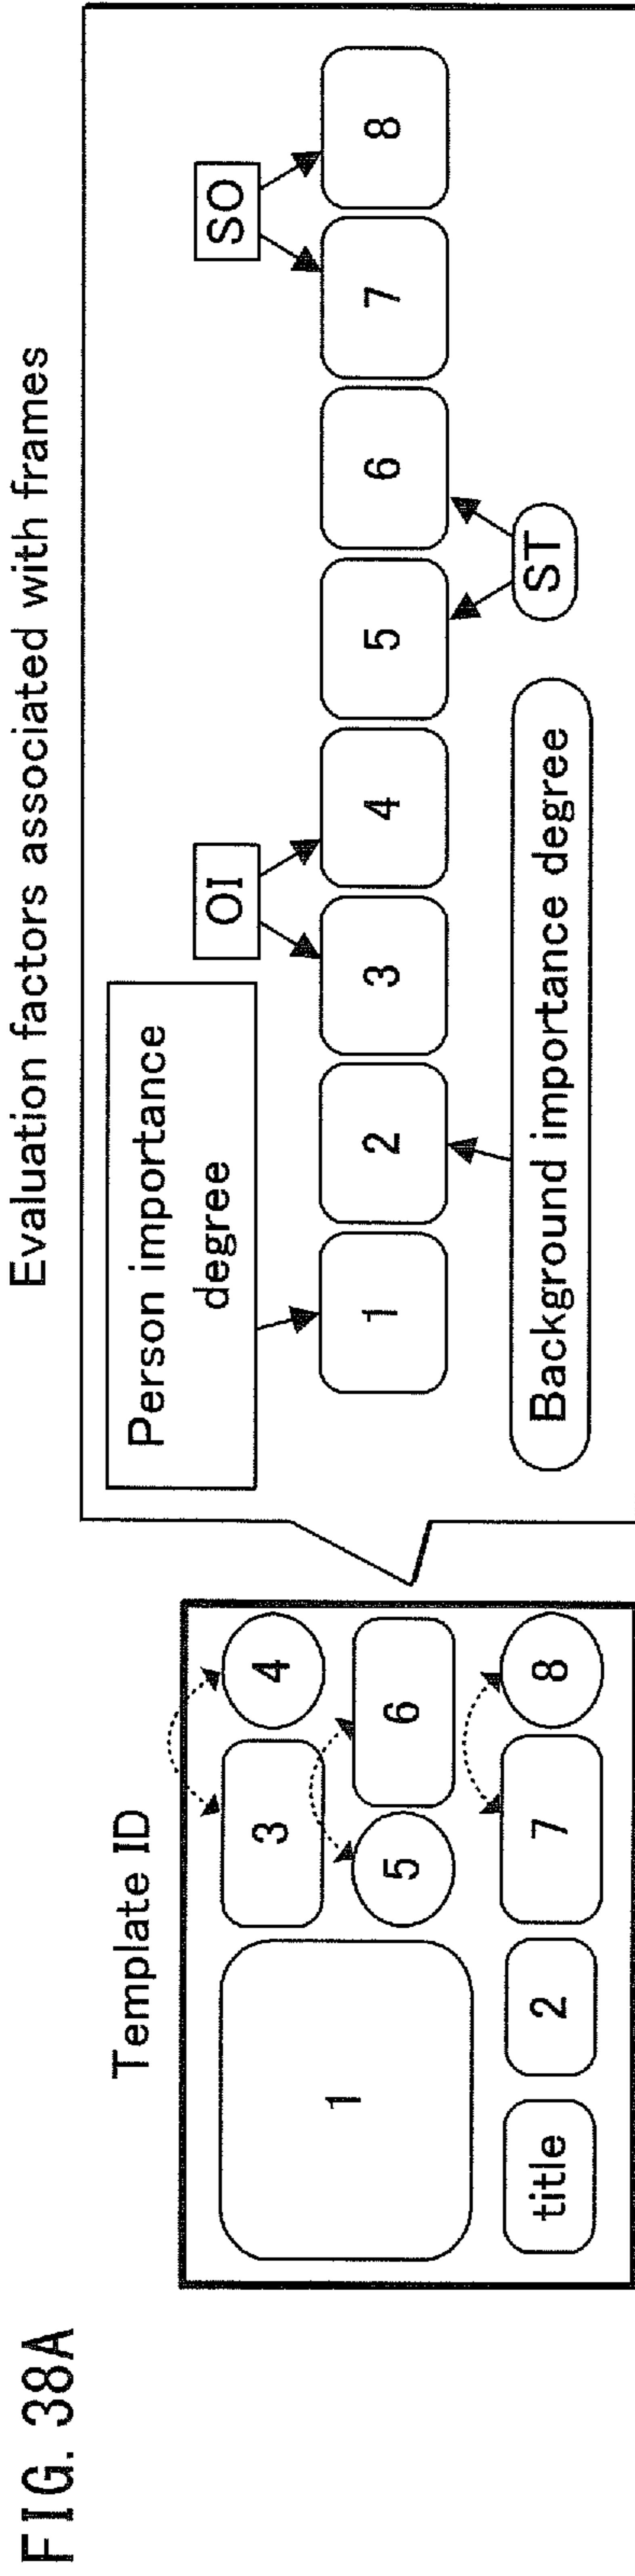 FIG. 38A
Template ID
1
3
4
5
6
title
2
7
8
Evaluation factors associated with frames
Person importance
degree
OI
SO
1
2
3
4
5
6
7
8
Background importance degree
ST